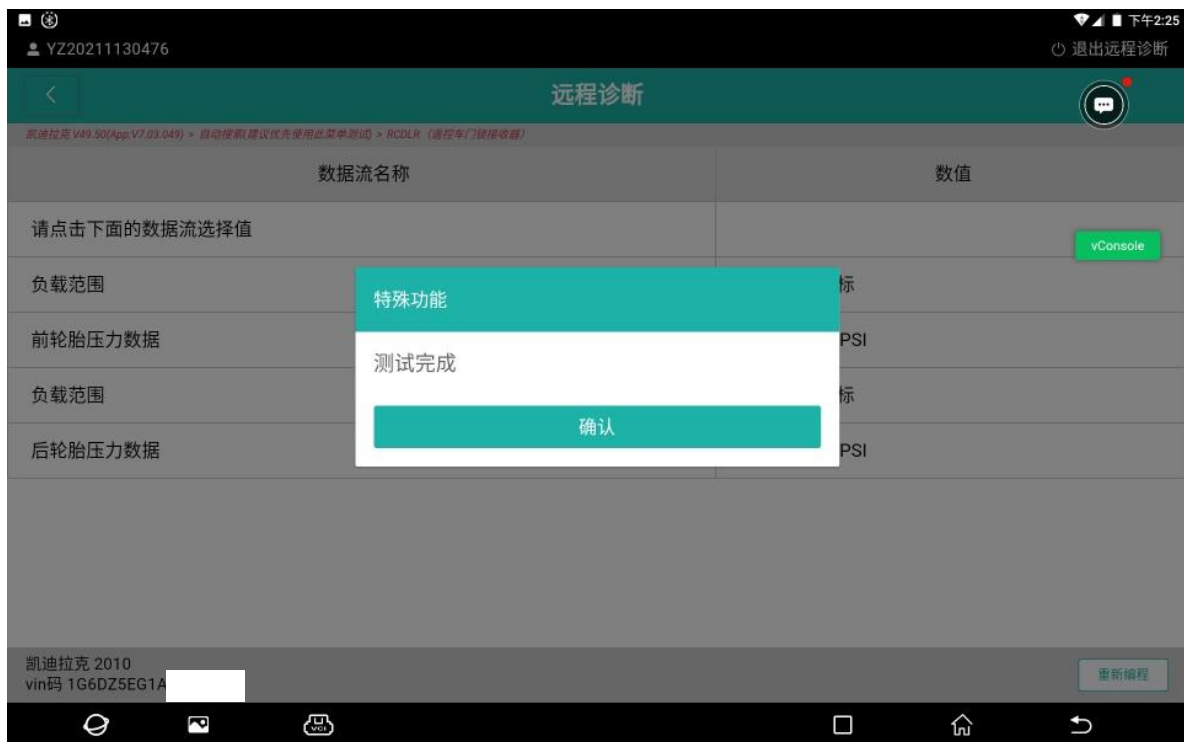 下午2:25
YZ20211130476
退出远程诊断
远程诊断
凯迪拉克 V49.50(App:V7.03.049) > 自动搜索(建议优先使用此菜单测试) > RCDLR（遥控车门锁接收器）
数据流名称
数值
请点击下面的数据流选择值
vConsole
负载范围
标
特殊功能
前轮胎压力数据
PSI
测试完成
负载范围
标
确认
后轮胎压力数据
PSI
凯迪拉克 2010
vin码 1G6DZ5EG1A
重新编程
VCI